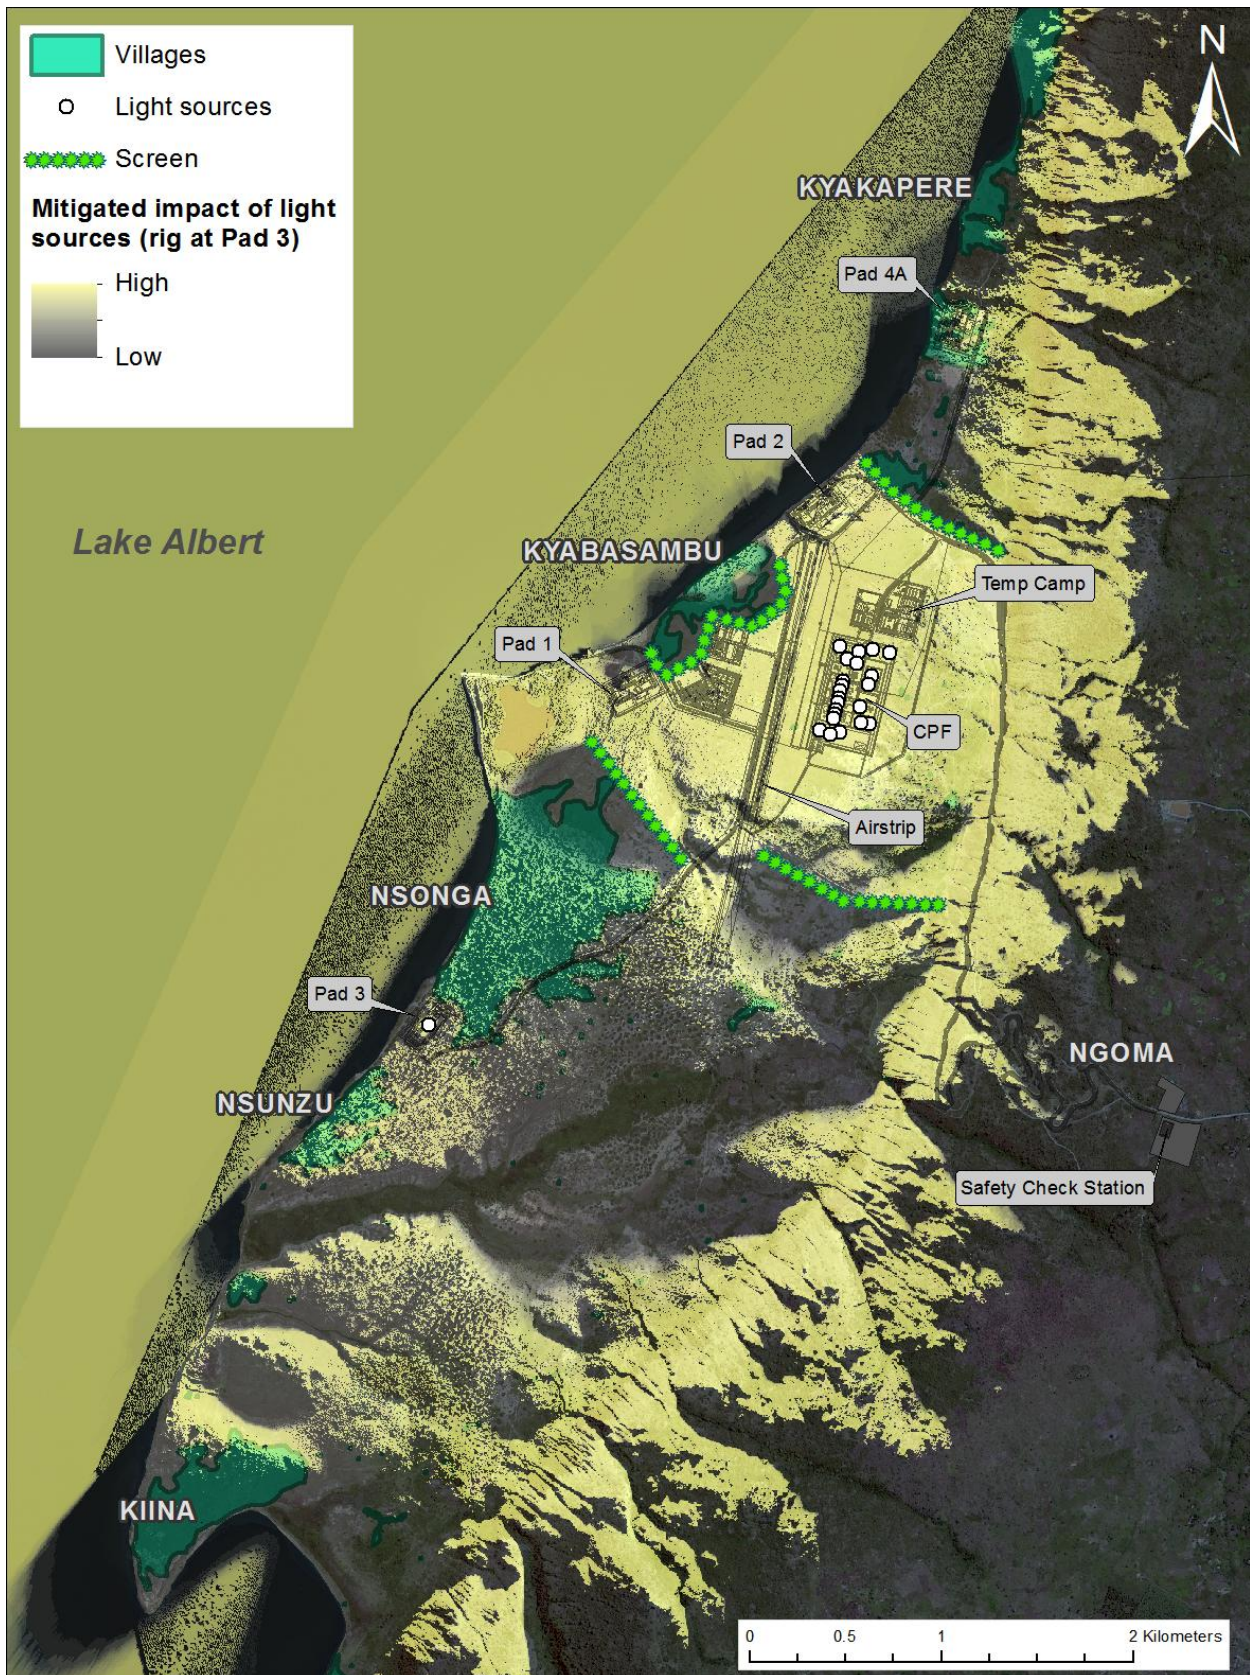 Villages
Light sources
Screen
Mitigated impact of light
sources (rig at Pad 3)
High
Low
N
KYAKAPERE
Pad 4A
Pad 2
Lake Albert
KYABASAMBU
Temp Camp
Pad 1
CPF
Airstrip
NSONGA
Pad 3
NGOMA
NSUNZU
Safety Check Station
KIINA
0 0.5 1 2 Kilometers